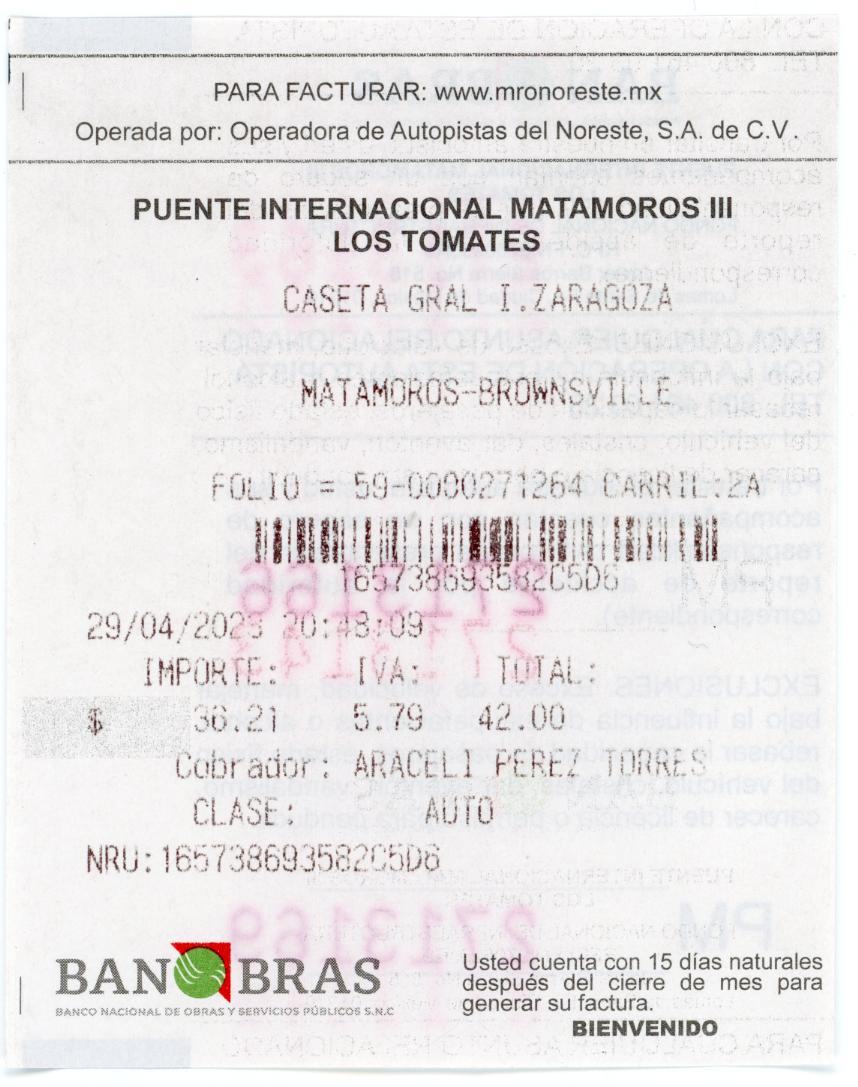 PARA FACTURAR: www.mronoreste.mx
Operada por: Operadora de Autopistas del Noreste, S.A. de C.V.
PUENTE INTERNACIONAL MATAMOROS III
LOS TOMATES
CASETA GRAL I.ZARAGOZA
MATAMOROS-BROWNSVILLE
FOLIO = 59-0080271264 CARRIL:2A
165738693582C5D6
29/04/2023 20:48:09
IMPORTE: IVA: TOTAL:
$ 36.21 5.79 42.00
Cobrador: ARACELI PEREZ TORRES
CLASE: AUTO
NRU:165738693582C5D6
BANOBRAS
BANCO NACIONAL DE OBRAS Y SERVICIOS PÚBLICOS S.N.C
Usted cuenta con 15 días naturales
después del cierre de mes para
generar su factura.
BIENVENIDO